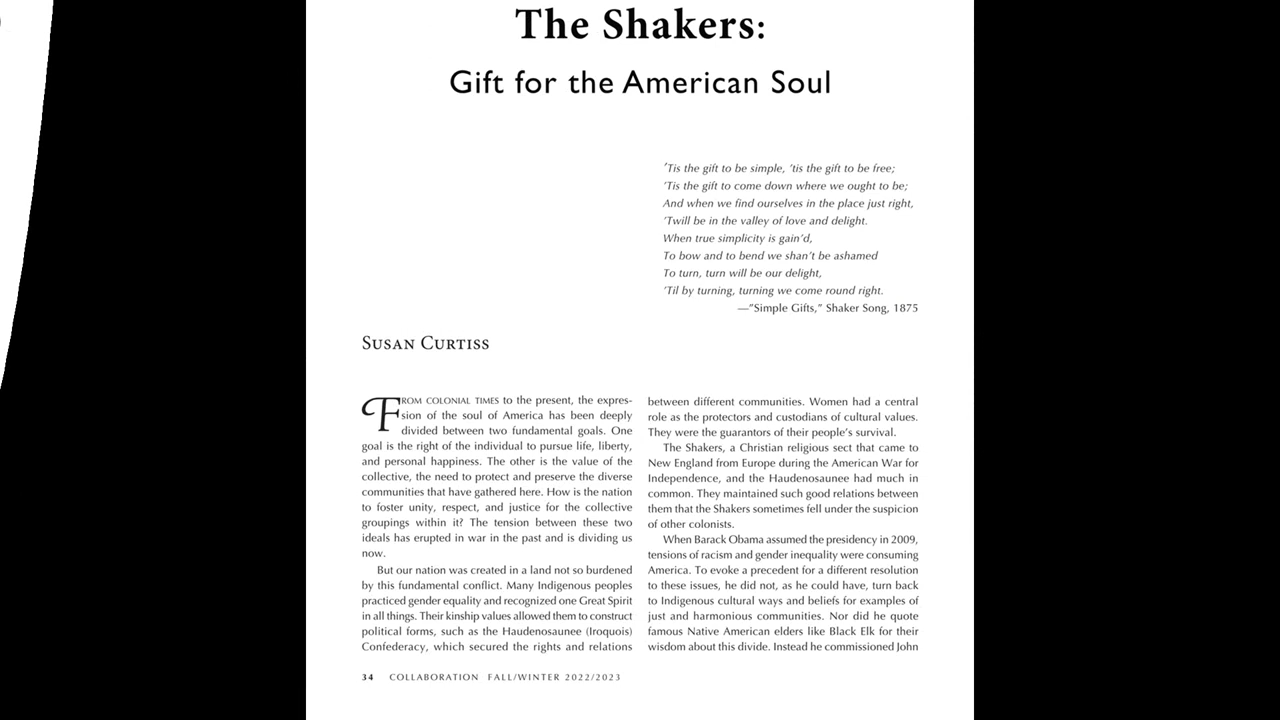 The Shakers:
Gift for the American Soul
’Tis the gift to be simple, ’tis the gift to be free;
’Tis the gift to come down where we ought to be;
And when we find ourselves in the place just right,
’Twill be in the valley of love and delight.
When true simplicity is gain’d,
To bow and to bend we shan’t be ashamed
To turn, turn will be our delight,
’Til by turning, turning we come round right.
—”Simple Gifts,” Shaker Song, 1875
Susan Curtiss
From colonial times to the present, the expres-
sion of the soul of America has been deeply
divided between two fundamental goals. One
goal is the right of the individual to pursue life, liberty,
and personal happiness. The other is the value of the
collective, the need to protect and preserve the diverse
communities that have gathered here. How is the nation
to foster unity, respect, and justice for the collective
groupings within it? The tension between these two
ideals has erupted in war in the past and is dividing us
now.
But our nation was created in a land not so burdened
by this fundamental conflict. Many Indigenous peoples
practiced gender equality and recognized one Great Spirit
in all things. Their kinship values allowed them to construct
political forms, such as the Haudenosaunee (Iroquois)
Confederacy, which secured the rights and relations
between different communities. Women had a central
role as the protectors and custodians of cultural values.
They were the guarantors of their people’s survival.
The Shakers, a Christian religious sect that came to
New England from Europe during the American War for
Independence, and the Haudenosaunee had much in
common. They maintained such good relations between
them that the Shakers sometimes fell under the suspicion
of other colonists.
When Barack Obama assumed the presidency in 2009,
tensions of racism and gender inequality were consuming
America. To evoke a precedent for a different resolution
to these issues, he did not, as he could have, turn back
to Indigenous cultural ways and beliefs for examples of
just and harmonious communities. Nor did he quote
famous Native American elders like Black Elk for their
wisdom about this divide. Instead he commissioned John
34 COLLABORATION FALL/WINTER 2022/2023